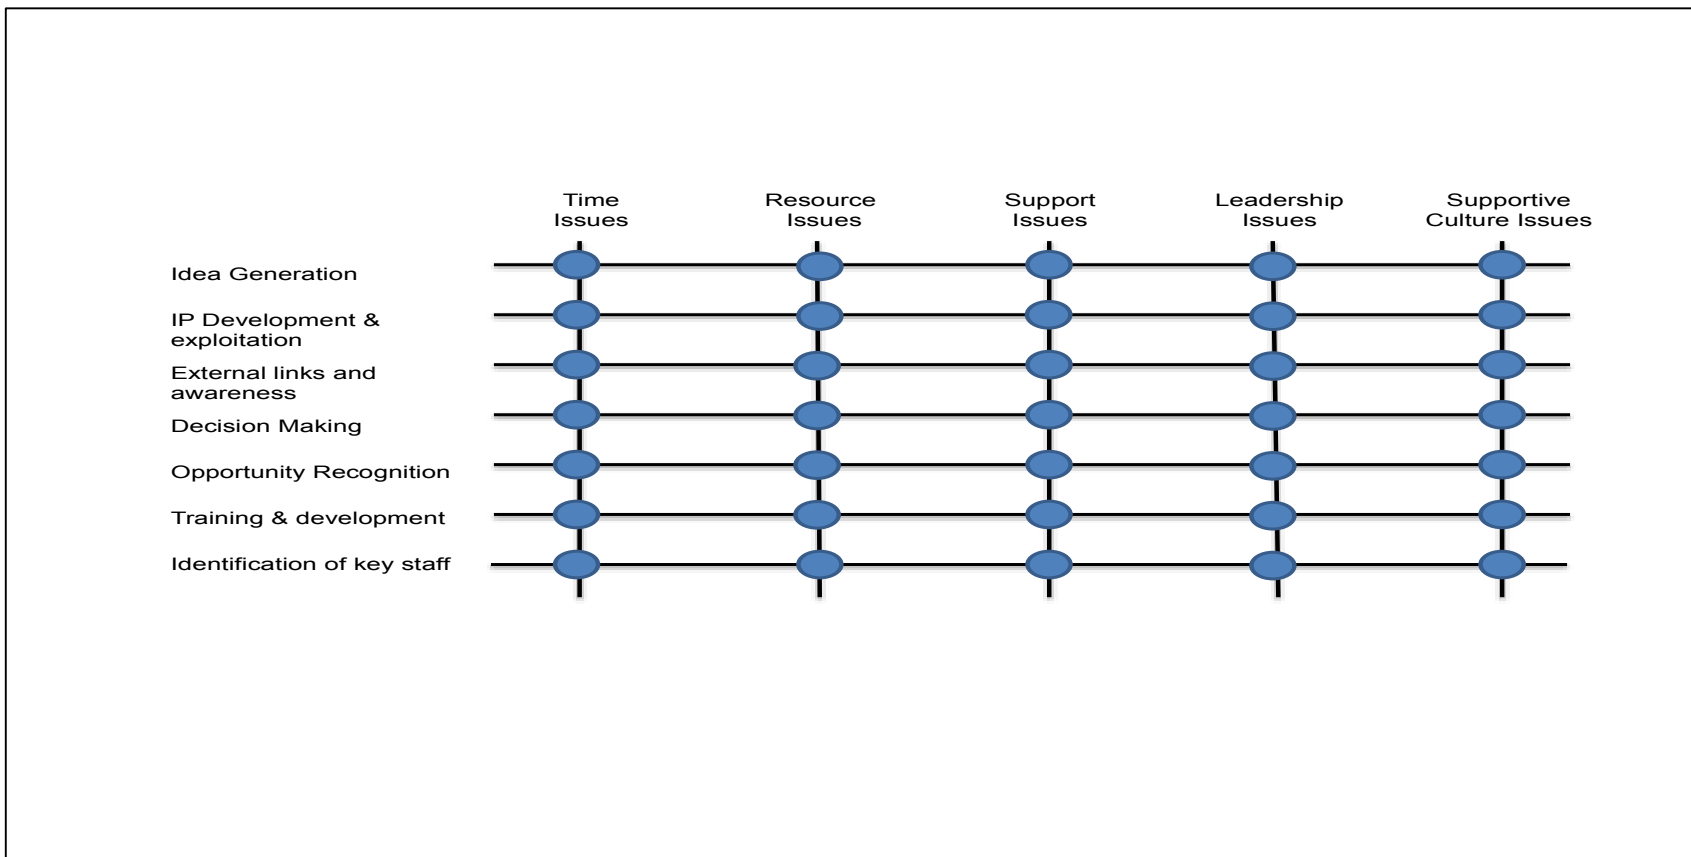 Time
Issues
Resource
Issues
Support
Issues
Leadership
Issues
Supportive
Culture Issues
Idea Generation
IP Development &
exploitation
External links and
awareness
Decision Making
Opportunity Recognition
Training & development
Identification of key staff